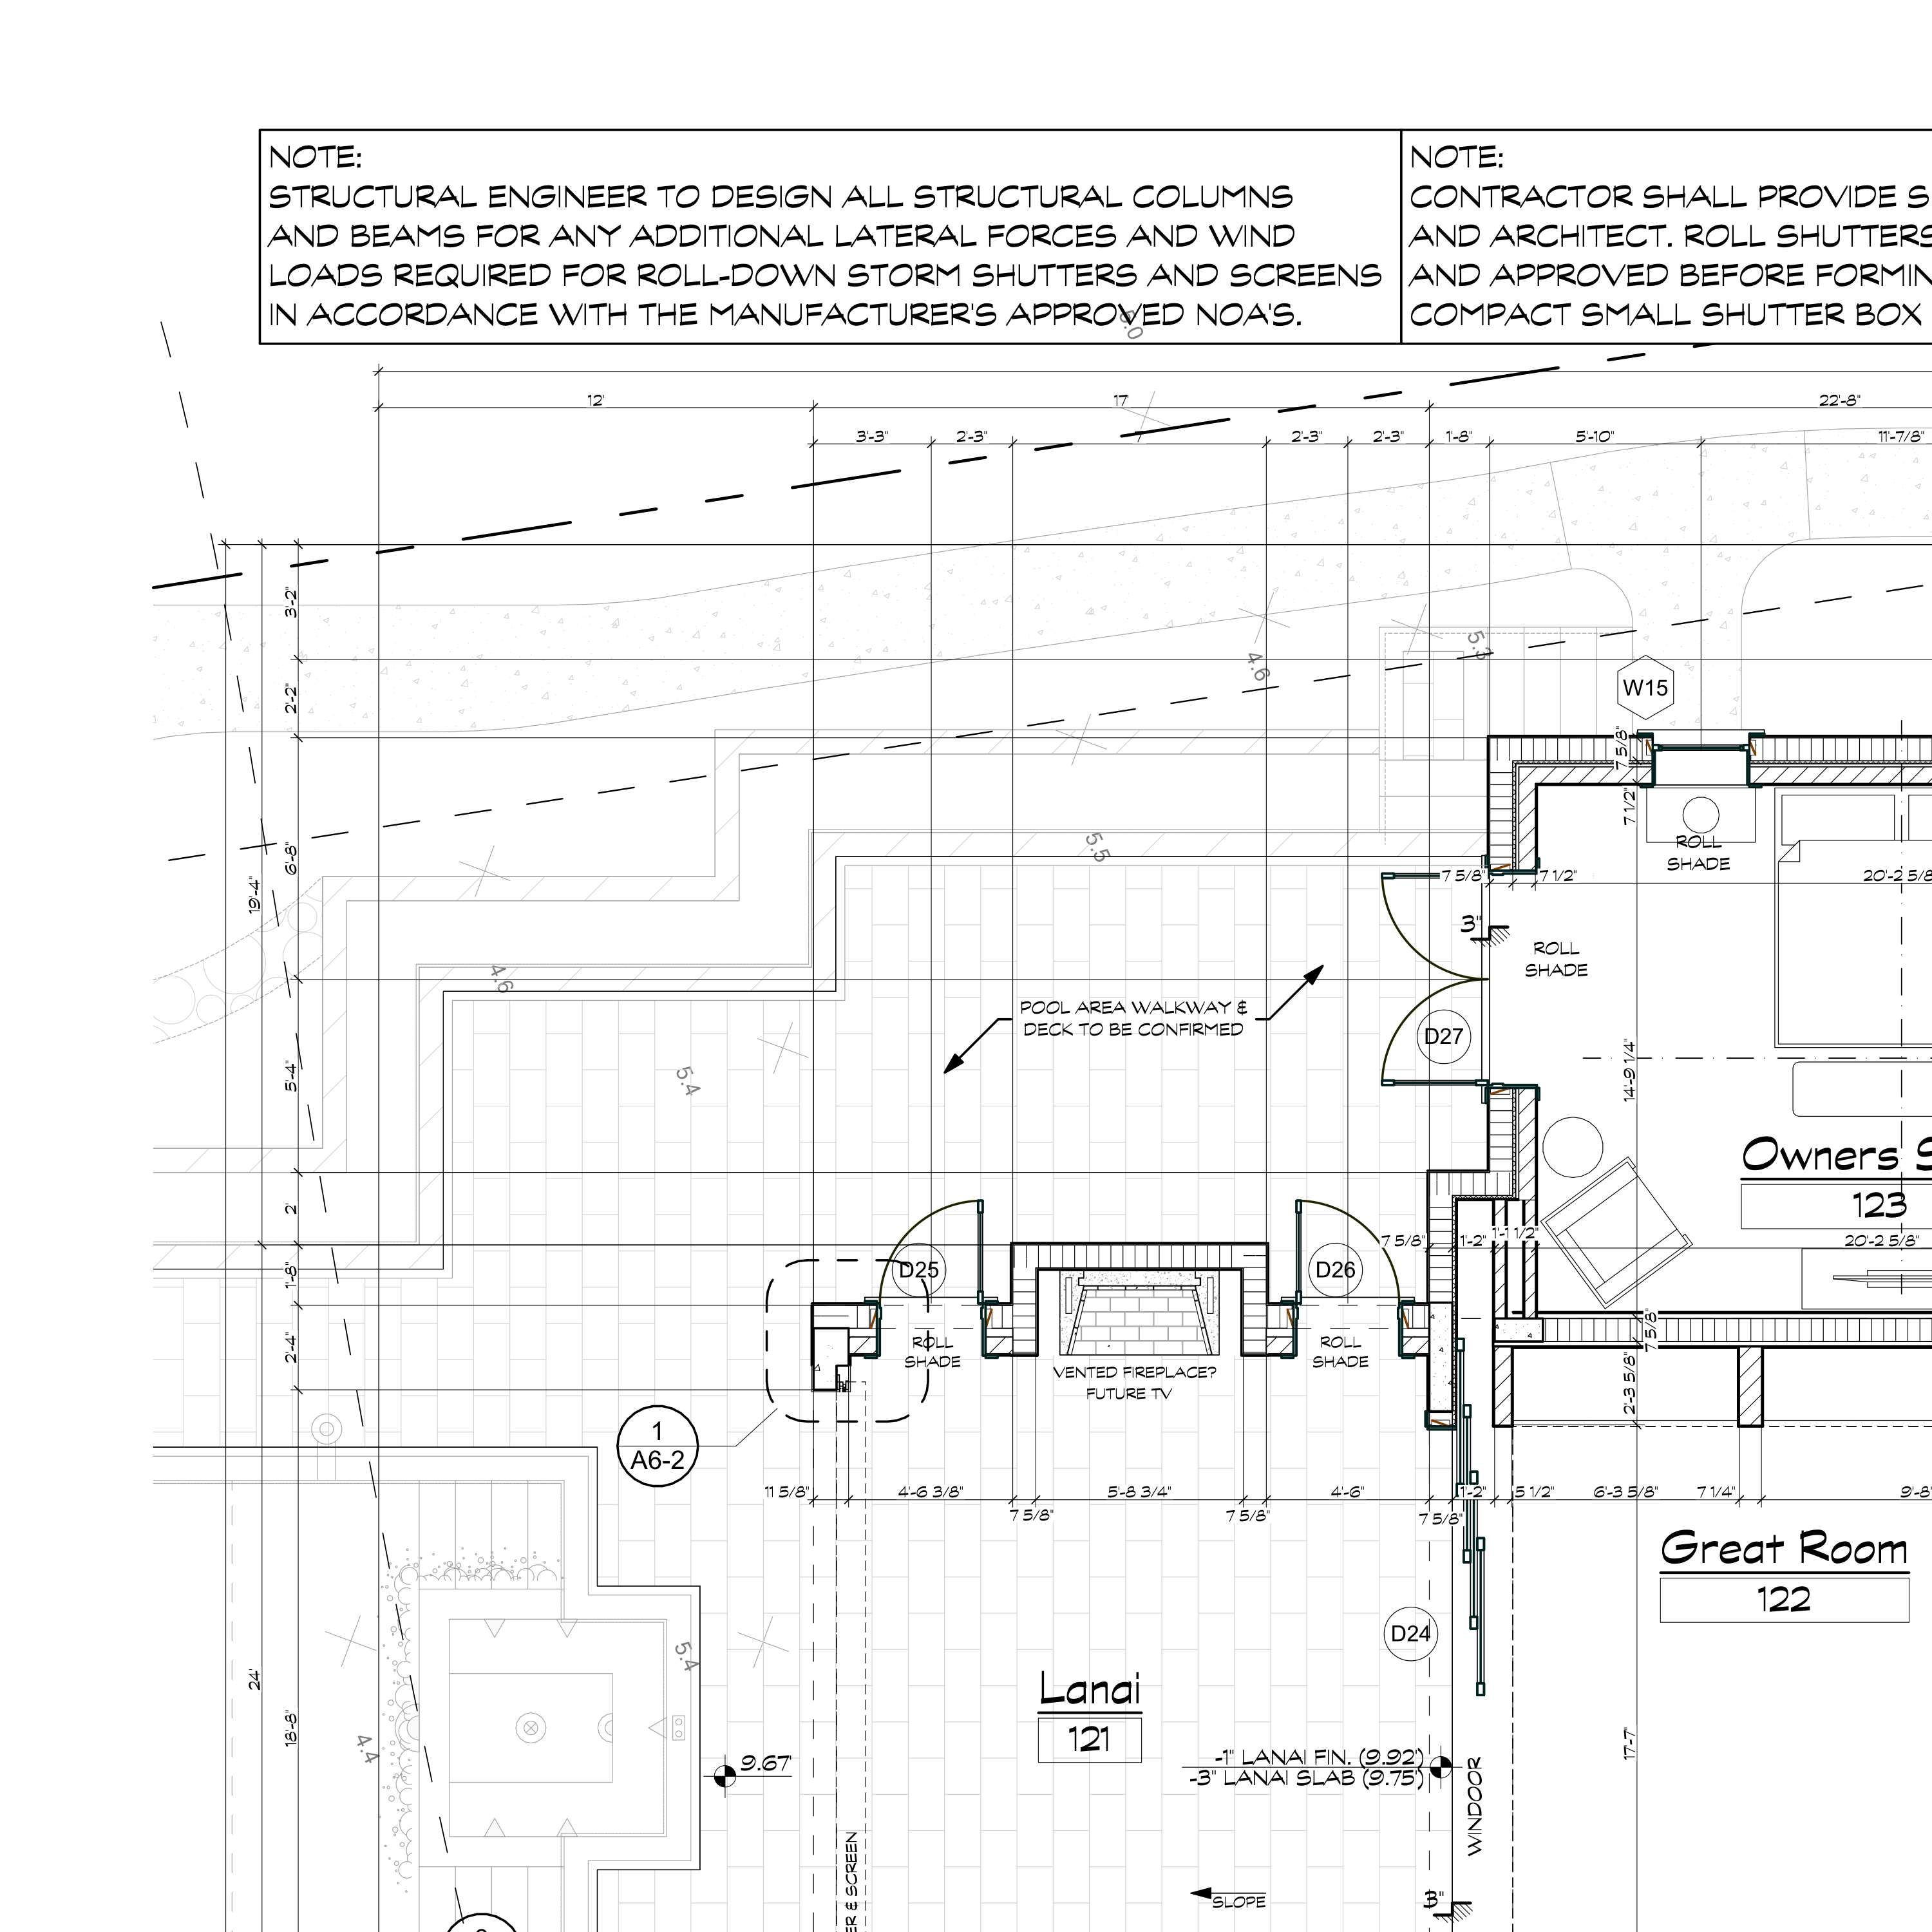 NOTE:
STRUCTURAL ENGINEER TO DESIGN ALL STRUCTURAL COLUMNS
AND BEAMS FOR ANY ADDITIONAL LATERAL FORCES AND WIND
LOADS REQUIRED FOR ROLL-DOWN STORM SHUTTERS AND SCREENS
IN ACCORDANCE WITH THE MANUFACTURER'S APPROVED NOA'S.
NOTE:
CONTRACTOR SHALL PROVIDE S
AND ARCHITECT. ROLL SHUTTERS
AND APPROVED BEFORE FORMIN
COMPACT SMALL SHUTTER BOX
12' 17' 22'-8"
3'-3" 2'-3" 7' 2'-3" 2'-3" 1'-8" 5'-10" 11'-7/8"
3'-2"
2'-2"
6'-8"
19'-4"
5'-4"
2'
1'-8"
2'-4"
24'
18'-8"
4.6
5.5
4.6
5.4
5.4
4.4
W15
7 5/8"
7 1/2"
ROLL
SHADE
7 5/8" 7 1/2" 20'-2 5/8
3"
ROLL
SHADE
POOL AREA WALKWAY &
DECK TO BE CONFIRMED
D27
14'-9 1/4"
Owners S
123
7 5/8" 1'-2" 1'-1 1/2" 20'-2 5/8"
D25
D26
ROLL
SHADE
ROLL
SHADE
VENTED FIREPLACE?
FUTURE TV
7 5/8"
2'-3 5/8"
1
A6-2
11 5/8" 4'-6 3/8" 5'-8 3/4" 4'-6" 1'-2" 5 1/2" 6'-3 5/8" 7 1/4" 9'-8"
7 5/8" 7 5/8" 7 5/8"
Great Room
122
D24
Lanai
121
17'-7"
9.67'
-1" LANAI FIN. (9.92')
-3" LANAI SLAB (9.75')
WINDOOR
ER & SCREEN
SLOPE
3"